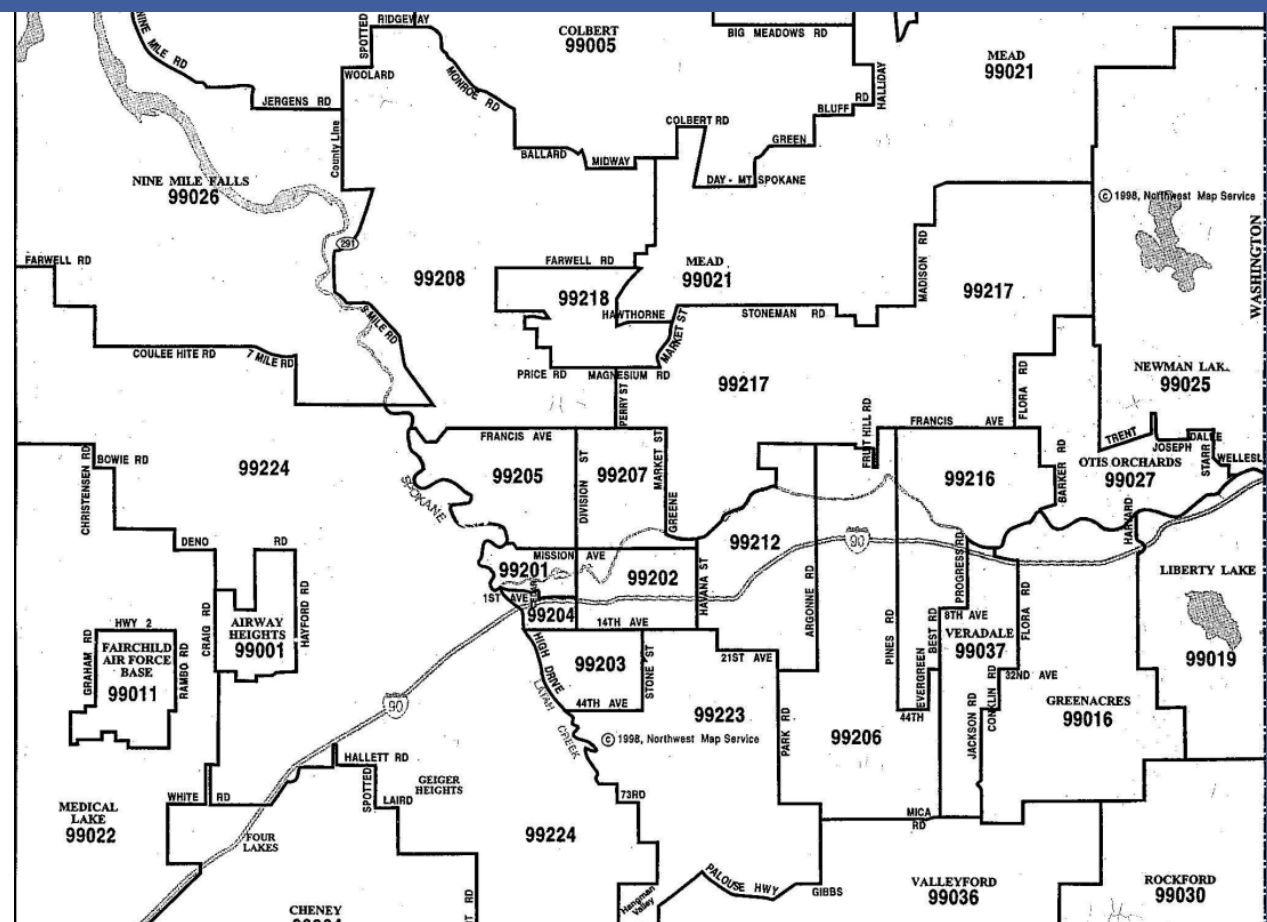 NINE MILE RD
SPOTTED
RIDGEWAY
COLBERT
99005
BIG MEADOWS RD
MEAD
99021
WOOLARD
MONROE RD
HALLIDAY
RD
JERGENS RD
BLUFF
County Line
COLBERT RD
GREEN
BALLARD
MIDWAY
NINE MILE FALLS
99026
DAY - MT SPOKANE
© 1998, Northwest Map Service
WASHINGTON
291
FARWELL RD
99208
FARWELL RD
MEAD
99021
MADISON RD
99217
99218
9 MILE RD
HAWTHORNE
MARKET ST
STONEMAN RD
COULEE HITE RD
7 MILE RD
PRICE RD
MAGNESIUM RD
PERRY ST
99217
FLORA RD
NEWMAN LAK
99025
FRUIT HILL RD
FRANCIS AVE
TRENT
CHRISTENSEN RD
BOWIE RD
99224
FRANCIS AVE
99205
DIVISION ST
99207
MARKET ST
GREENE
99216
BARKER RD
JOSEPH
STARR
WELLESL
OTIS ORCHARDS
99027
SPOKANE
HARVARD
DENO RD
MISSION AVE
99212
90
99201
99202
PROGRESS RD
LIBERTY LAKE
99019
1ST AVE
99204
14TH AVE
HAVANA ST
ARGONNE RD
8TH AVE
HWY 2
CRAIG RD
AIRWAY
HEIGHTS
99001
HAYFORD RD
PINES RD
BEST RD
VERADALE
99037
FLORA RD
GRAHAM RD
FAIRCHILD
AIR FORCE
BASE
99011
RAMBO RD
HIGH DRIVE
99203
STONE ST
21ST AVE
EVERGREEN
32ND AVE
LATAH CREEK
44TH AVE
99223
PARK RD
44TH
JACKSON RD
CONKLIN RD
GREENACRES
99016
90
© 1998, Northwest Map Service
99206
HALLETT RD
SPOTTED
GEIGER
HEIGHTS
WHITE RD
LAIRD
73RD
MICA
RD
MEDICAL
LAKE
99022
FOUR
LAKES
99224
PALOUSE HWY
GIBBS
VALLEYFORD
99036
ROCKFORD
99030
Hangman
Valley
CHENEY
RD